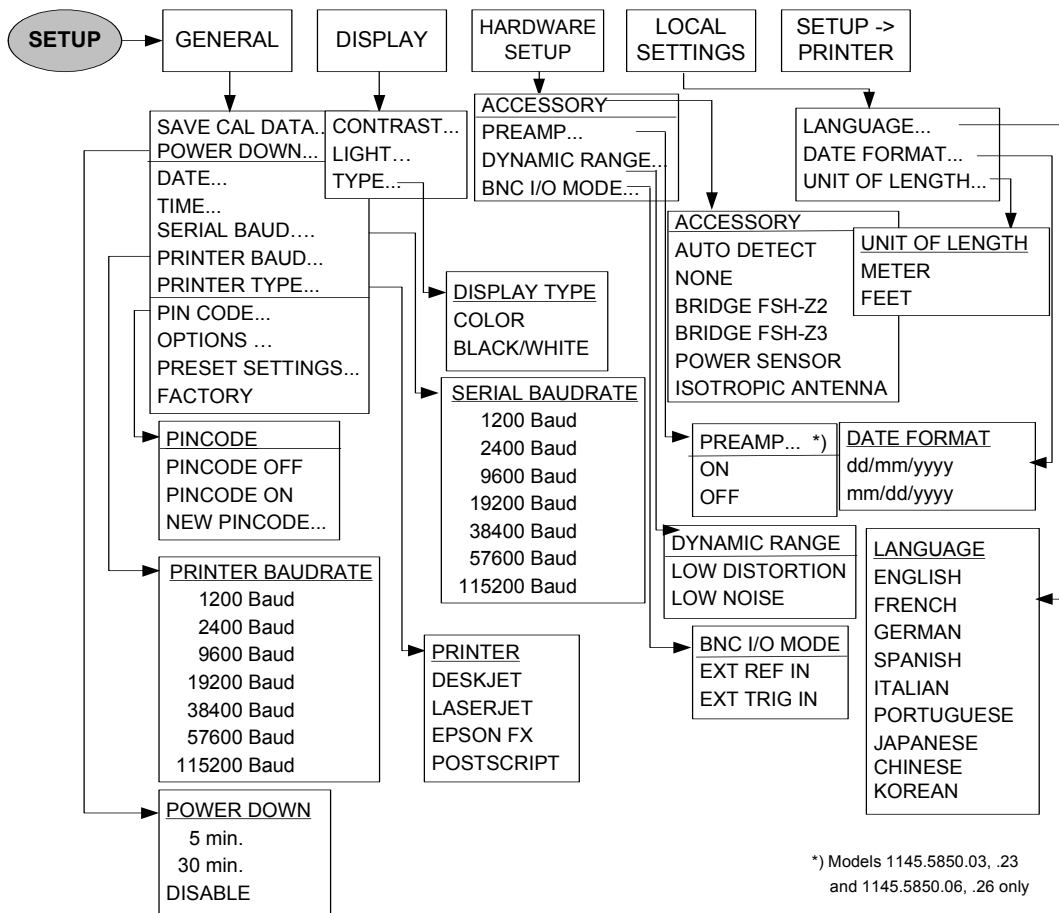 SETUP
GENERAL
DISPLAY
HARDWARE
SETUP
LOCAL
SETTINGS
SETUP ->
PRINTER
SAVE CAL DATA..
POWER DOWN...
DATE...
TIME...
SERIAL BAUD….
PRINTER BAUD...
PRINTER TYPE...
PIN CODE...
OPTIONS …
PRESET SETTINGS...
FACTORY
CONTRAST...
LIGHT…
TYPE...
ACCESSORY
PREAMP...
DYNAMIC RANGE...
BNC I/O MODE...
LANGUAGE...
DATE FORMAT...
UNIT OF LENGTH...
ACCESSORY
AUTO DETECT
NONE
BRIDGE FSH-Z2
BRIDGE FSH-Z3
POWER SENSOR
ISOTROPIC ANTENNA
UNIT OF LENGTH
METER
FEET
DISPLAY TYPE
COLOR
BLACK/WHITE
SERIAL BAUDRATE
1200 Baud
2400 Baud
9600 Baud
19200 Baud
38400 Baud
57600 Baud
115200 Baud
PINCODE
PINCODE OFF
PINCODE ON
NEW PINCODE...
PREAMP... *)
ON
OFF
DATE FORMAT
dd/mm/yyyy
mm/dd/yyyy
DYNAMIC RANGE
LOW DISTORTION
LOW NOISE
LANGUAGE
ENGLISH
FRENCH
GERMAN
SPANISH
ITALIAN
PORTUGUESE
JAPANESE
CHINESE
KOREAN
PRINTER BAUDRATE
1200 Baud
2400 Baud
9600 Baud
19200 Baud
38400 Baud
57600 Baud
115200 Baud
PRINTER
DESKJET
LASERJET
EPSON FX
POSTSCRIPT
BNC I/O MODE
EXT REF IN
EXT TRIG IN
POWER DOWN
5 min.
30 min.
DISABLE
*) Models 1145.5850.03, .23
and 1145.5850.06, .26 only